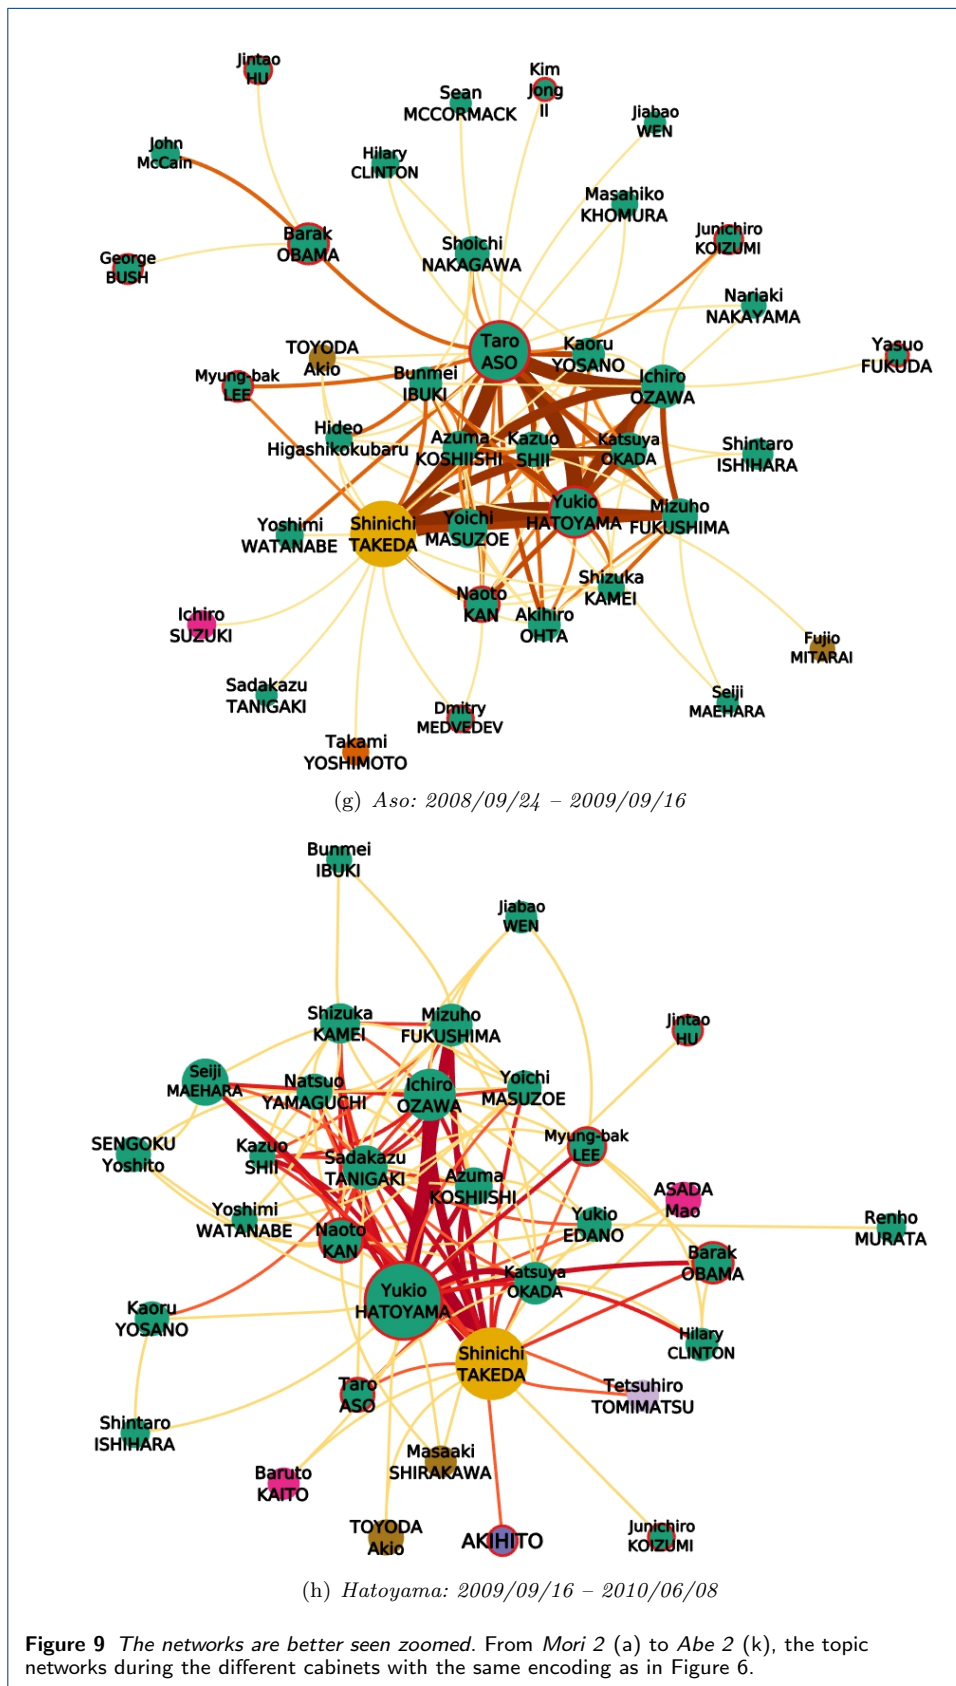 Jintao
HU
Kim
Jong
Il
Sean
MCCORMACK
Jiabao
WEN
John
McCain
Hilary
CLINTON
Masahiko
KHOMURA
Barak
OBAMA
Shoichi
NAKAGAWA
Junichiro
KOIZUMI
George
BUSH
Nariaki
NAKAYAMA
Taro
ASO
Kaoru
YOSANO
Yasuo
FUKUDA
TOYODA
Akio
Myung-bak
LEE
Bunmei
IBUKI
Ichiro
OZAWA
Hideo
Higashikokubaru
Azuma
KOSHIISHI
Kazuo
SHII
Katsuya
OKADA
Shintaro
ISHIHARA
Yoshimi
WATANABE
Shinichi
TAKEDA
Yoichi
MASUZOE
Yukio
HATOYAMA
Mizuho
FUKUSHIMA
Shizuka
KAMEI
Naoto
KAN
Akihiro
OHTA
Ichiro
SUZUKI
Fujio
MITARAI
Sadakazu
TANIGAKI
Seiji
MAEHARA
Dmitry
MEDVEDEV
Takami
YOSHIMOTO
(g) Aso: 2008/09/24 – 2009/09/16
Bunmei
IBUKI
Jiabao
WEN
Shizuka
KAMEI
Mizuho
FUKUSHIMA
Jintao
HU
Seiji
MAEHARA
Natsuo
YAMAGUCHI
Ichiro
OZAWA
Yoichi
MASUZOE
SENGOKU
Yoshito
Kazuo
SHII
Sadakazu
TANIGAKI
Azuma
KOSHIISHI
Myung-bak
LEE
ASADA
Mao
Yoshimi
WATANABE
Naoto
KAN
Yukio
EDANO
Renho
MURATA
Barak
OBAMA
Yukio
HATOYAMA
Katsuya
OKADA
Kaoru
YOSANO
Hilary
CLINTON
Shinichi
TAKEDA
Taro
ASO
Tetsuhiro
TOMIMATSU
Shintaro
ISHIHARA
Masaaki
SHIRAKAWA
Baruto
KAITO
TOYODA
Akio
AKIHITO
Junichiro
KOIZUMI
(h) Hatoyama: 2009/09/16 – 2010/06/08
Figure 9 The networks are better seen zoomed. From Mori 2 (a) to Abe 2 (k), the topic
networks during the different cabinets with the same encoding as in Figure 6.